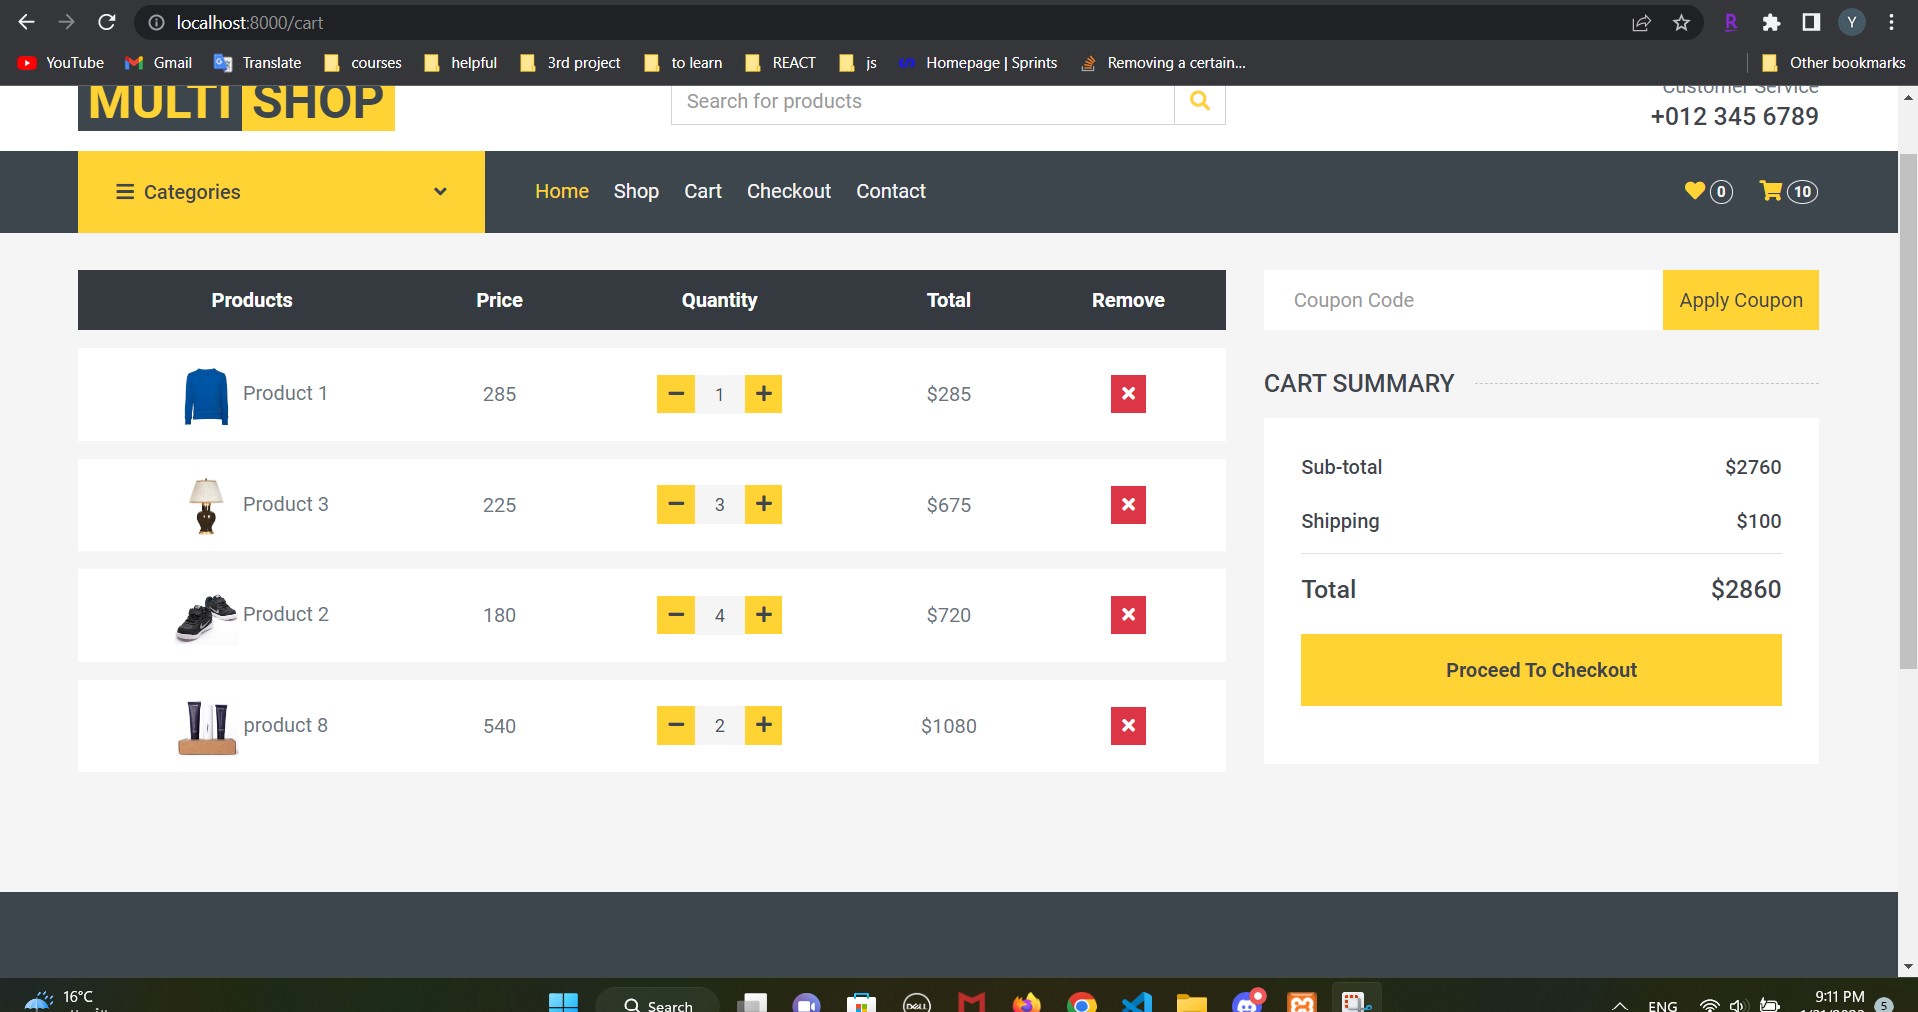 localhost:8000/cart
Y
YouTube Gmail Translate courses helpful 3rd project to learn REACT js Homepage | Sprints Removing a certain... Other bookmarks
MULTI SHOP
Search for products
Customer Service
+012 345 6789
Categories
Home Shop Cart Checkout Contact
0 10
Products Price Quantity Total Remove
Product 1 285 1 $285
Product 3 225 3 $675
Product 2 180 4 $720
product 8 540 2 $1080
Coupon Code Apply Coupon
CART SUMMARY
Sub-total $2760
Shipping $100
Total $2860
Proceed To Checkout
16°C
Search
DELL
ENG
9:11 PM
5